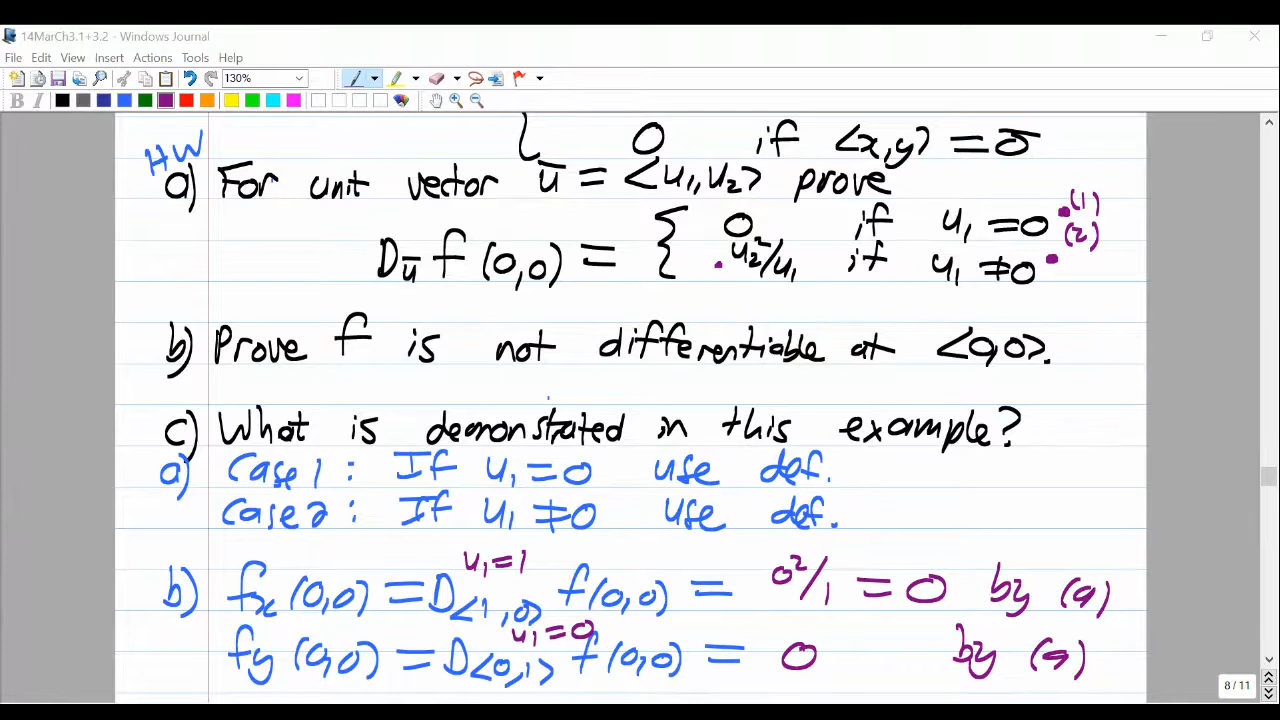 14MarCh3.1+3.2 - Windows Journal
File Edit View Insert Actions Tools Help
130%
B I
0 if <x,y> = o̅
HW
a) For unit vector u̅ = <u₁,u₂> prove
D_u̅ f (0,0) = { 0 if u₁ = 0 (1)
u₂²/u₁ if u₁ ≠ 0 (2)
b) Prove f is not differentiable at <0,0>.
c) What is demonstrated in this example?
a) Case 1: If u₁ = 0 use def.
Case 2: If u₁ ≠ 0 use def.
u₁ = 1
b) fx (0,0) = D<1,0> f(0,0) = 0²/1 = 0 by (a)
u₁ = 0
fy (0,0) = D<0,1> f(0,0) = 0 by (a)
8 / 11